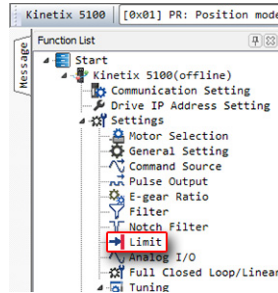 Kinetix 5100 [0x01] PR: Position mode
Message
Function List
Start
Kinetix 5100(offline)
Communication Setting
Drive IP Address Setting
Settings
Motor Selection
General Setting
Command Source
Pulse Output
E-gear Ratio
Filter
Notch Filter
Limit
Analog I/O
Full Closed Loop/Linear
Tuning